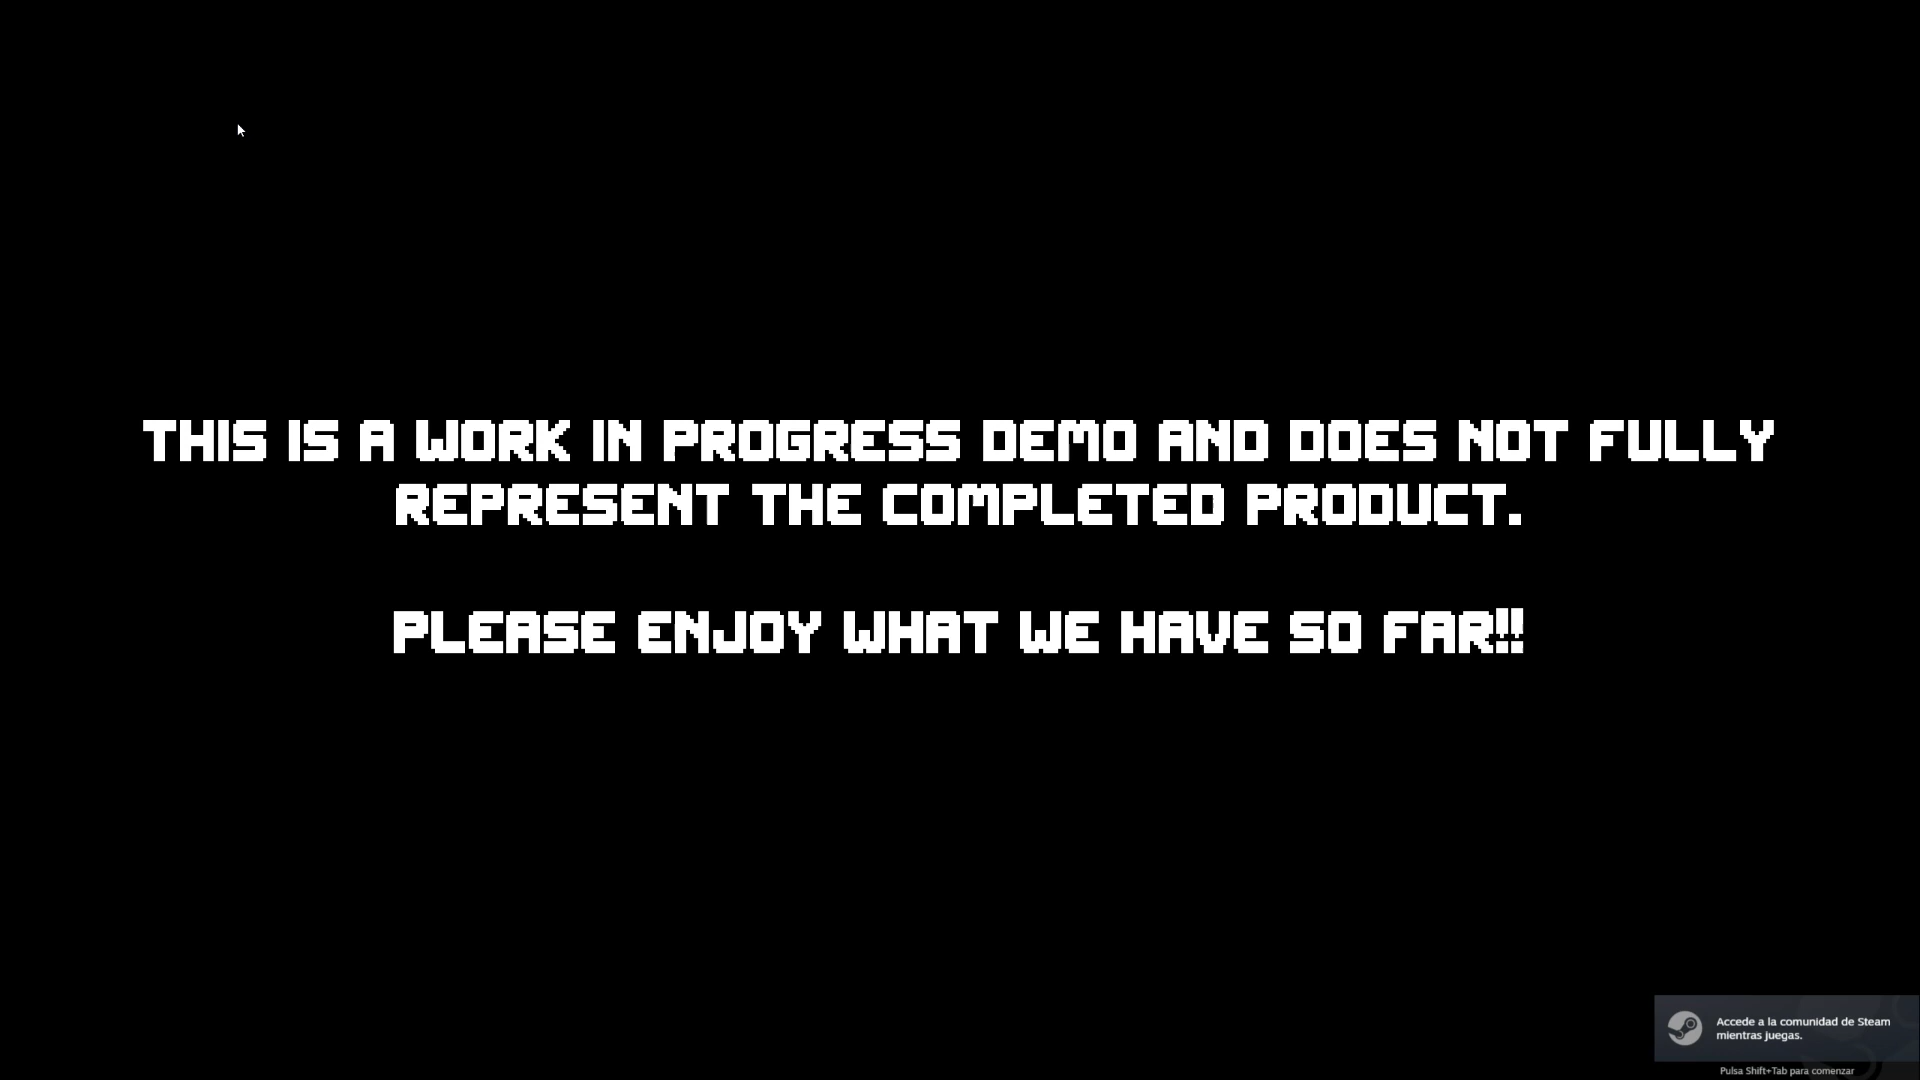 THIS IS A WORK IN PROGRESS DEMO AND DOES NOT FULLY
REPRESENT THE COMPLETED PRODUCT.
PLEASE ENJOY WHAT WE HAVE SO FAR!!
Accede a la comunidad de Steam
mientras juegas.
Pulsa Shift+Tab para comenzar